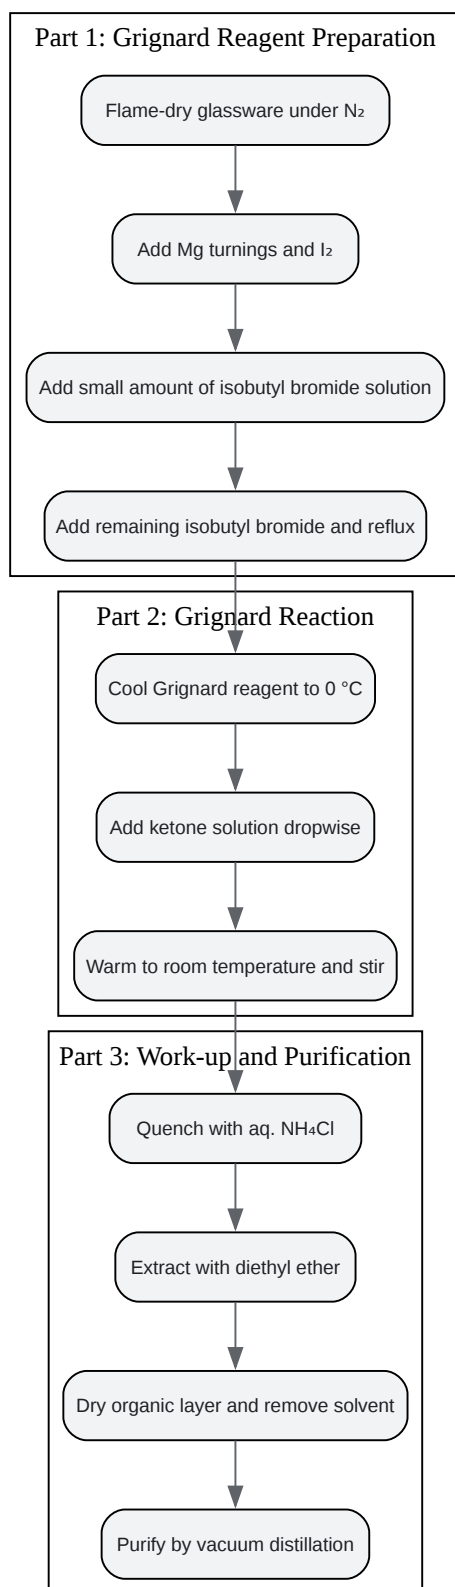 Part 1: Grignard Reagent Preparation
Flame-dry glassware under N₂
Add Mg turnings and I₂
Add small amount of isobutyl bromide solution
Add remaining isobutyl bromide and reflux
Part 2: Grignard Reaction
Cool Grignard reagent to 0 °C
Add ketone solution dropwise
Warm to room temperature and stir
Part 3: Work-up and Purification
Quench with aq. NH₄Cl
Extract with diethyl ether
Dry organic layer and remove solvent
Purify by vacuum distillation